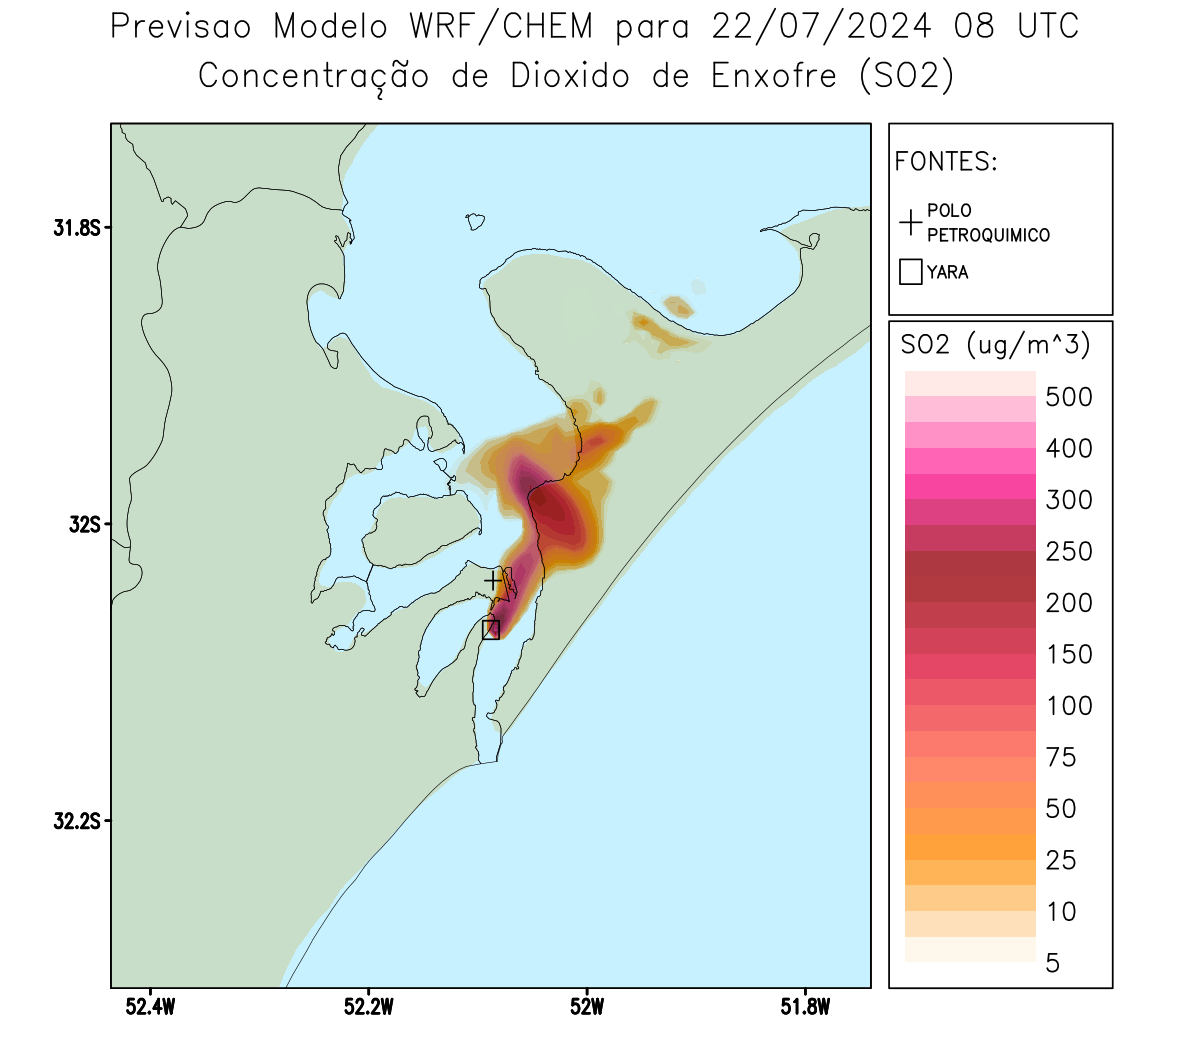 Previsao Modelo WRF/CHEM para 22/07/2024 08 UTC
Concentração de Dioxido de Enxofre (SO2)
FONTES:
POLO
PETROQUIMICO
YARA
SO2 (ug/m^3)
500
400
300
250
200
150
100
75
50
25
10
5
31.8S
32S
32.2S
52.4W
52.2W
52W
51.8W